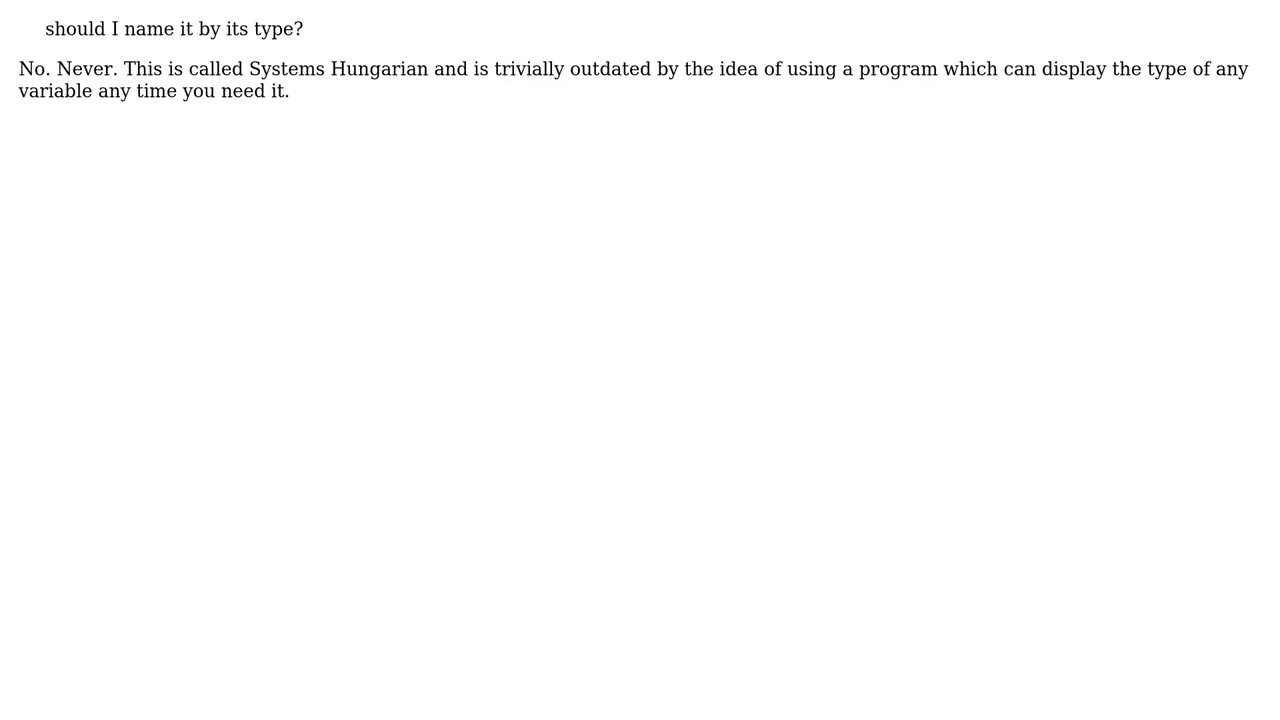 should I name it by its type?
No. Never. This is called Systems Hungarian and is trivially outdated by the idea of using a program which can display the type of any
variable any time you need it.